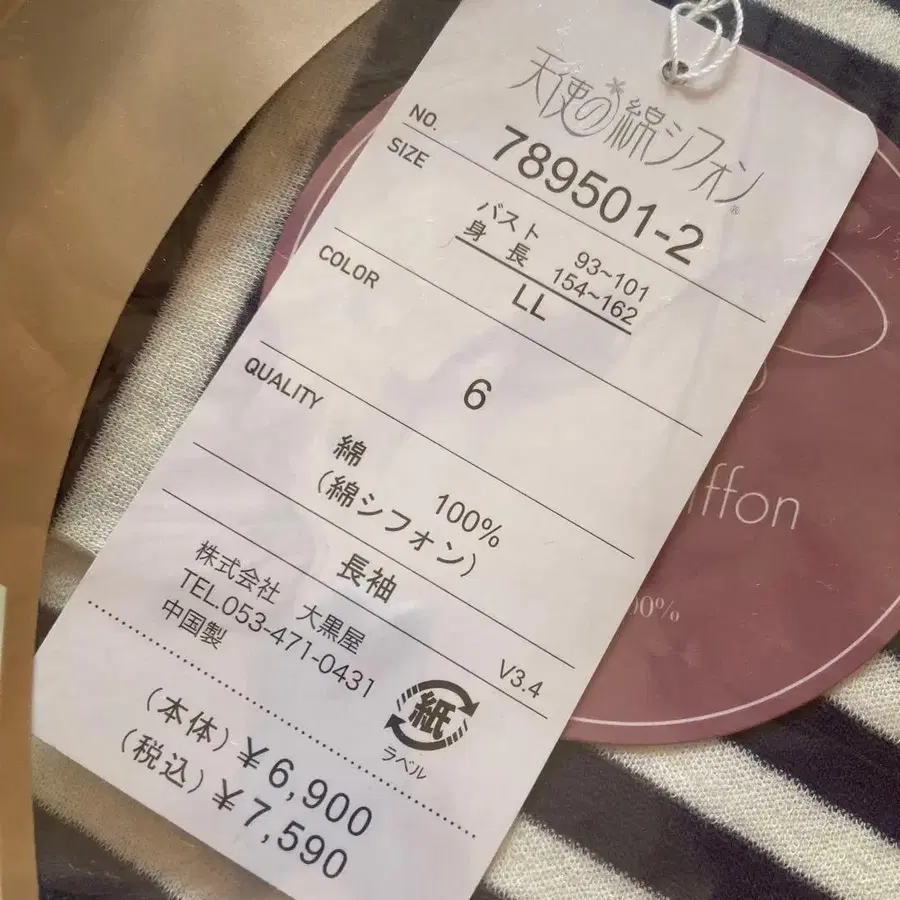 天使の綿シフォン®
NO. 789501-2
SIZE
バスト 93~101
身長 154~162
LL
COLOR
6
QUALITY
綿 100%
(綿シフォン)
長袖
株式会社 大黒屋
TEL.053-471-0431
中国製
V3.4
紙
ラベル
(本体) ¥6,900
(税込) ¥7,590
iffon
00%